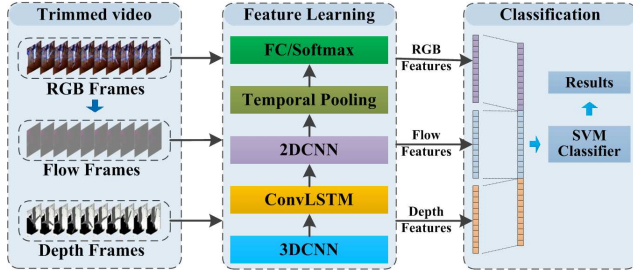 Trimmed video
RGB Frames
Flow Frames
Depth Frames
Feature Learning
FC/Softmax
Temporal Pooling
2DCNN
ConvLSTM
3DCNN
RGB
Features
Flow
Features
Depth
Features
Classification
Results
SVM
Classifier